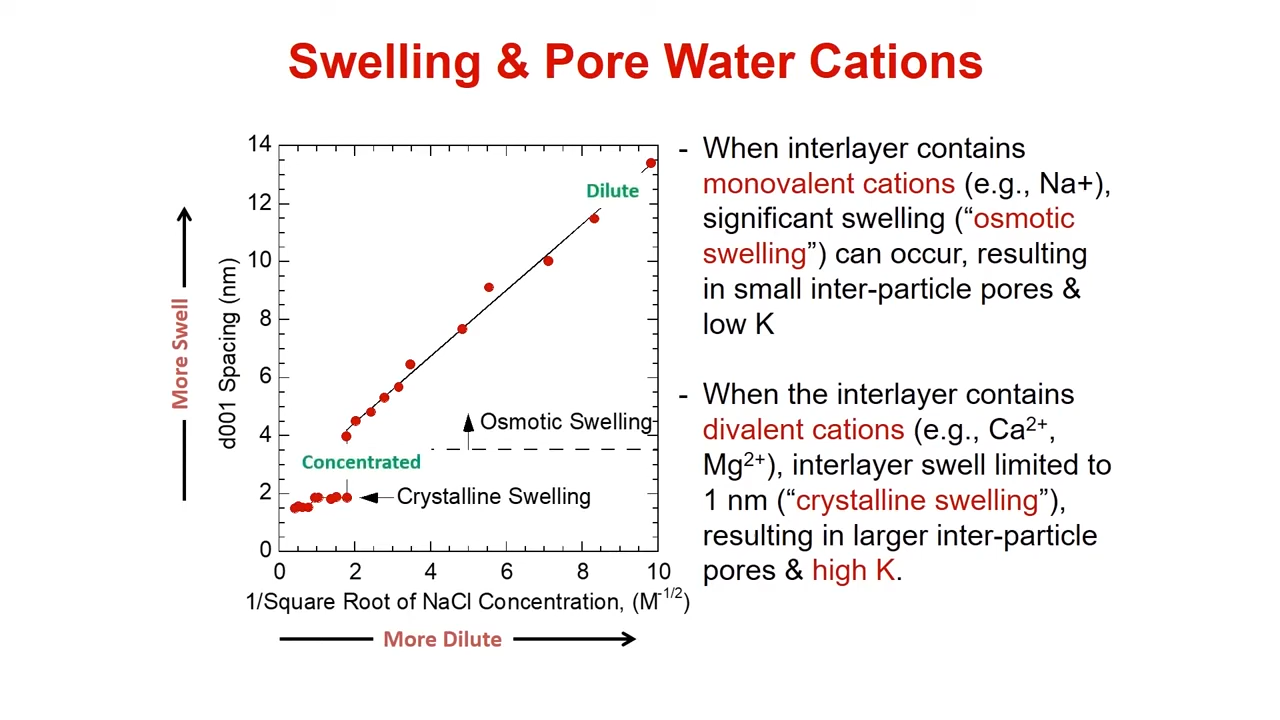 Swelling & Pore Water Cations
14
12
10
8
6
4
2
0
0 2 4 6 8 10
d001 Spacing (nm)
More Swell
Dilute
Osmotic Swelling
Concentrated
Crystalline Swelling
1/Square Root of NaCl Concentration, (M⁻¹/²)
More Dilute
- When interlayer contains
monovalent cations (e.g., Na+),
significant swelling (“osmotic
swelling”) can occur, resulting
in small inter-particle pores &
low K
- When the interlayer contains
divalent cations (e.g., Ca²⁺,
Mg²⁺), interlayer swell limited to
1 nm (“crystalline swelling”),
resulting in larger inter-particle
pores & high K.